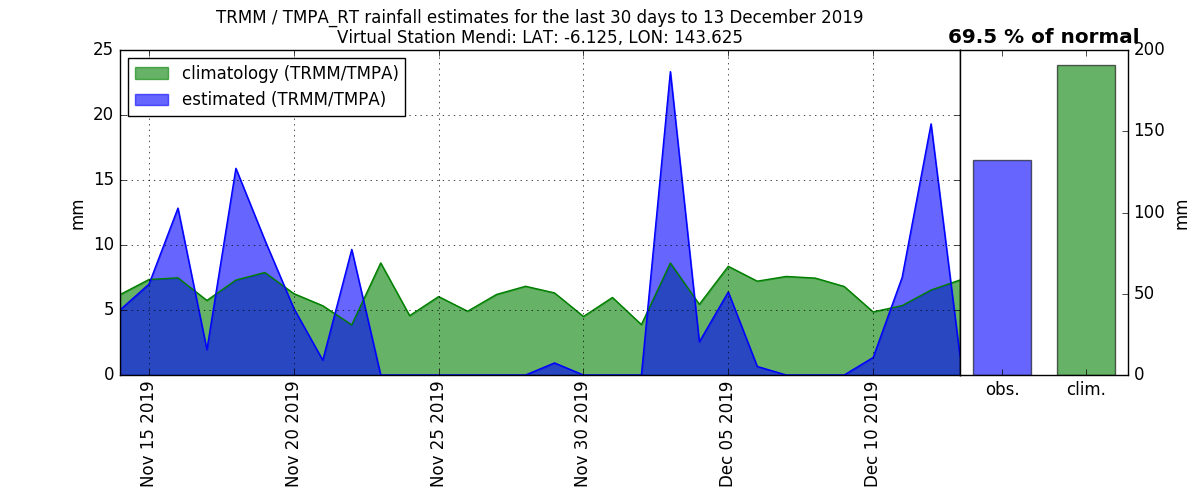 TRMM / TMPA_RT rainfall estimates for the last 30 days to 13 December 2019
Virtual Station Mendi: LAT: -6.125, LON: 143.625
69.5 % of normal
climatology (TRMM/TMPA)
estimated (TRMM/TMPA)
25
20
15
10
5
0
mm
Nov 15 2019
Nov 20 2019
Nov 25 2019
Nov 30 2019
Dec 05 2019
Dec 10 2019
obs.
clim.
200
150
100
50
0
mm